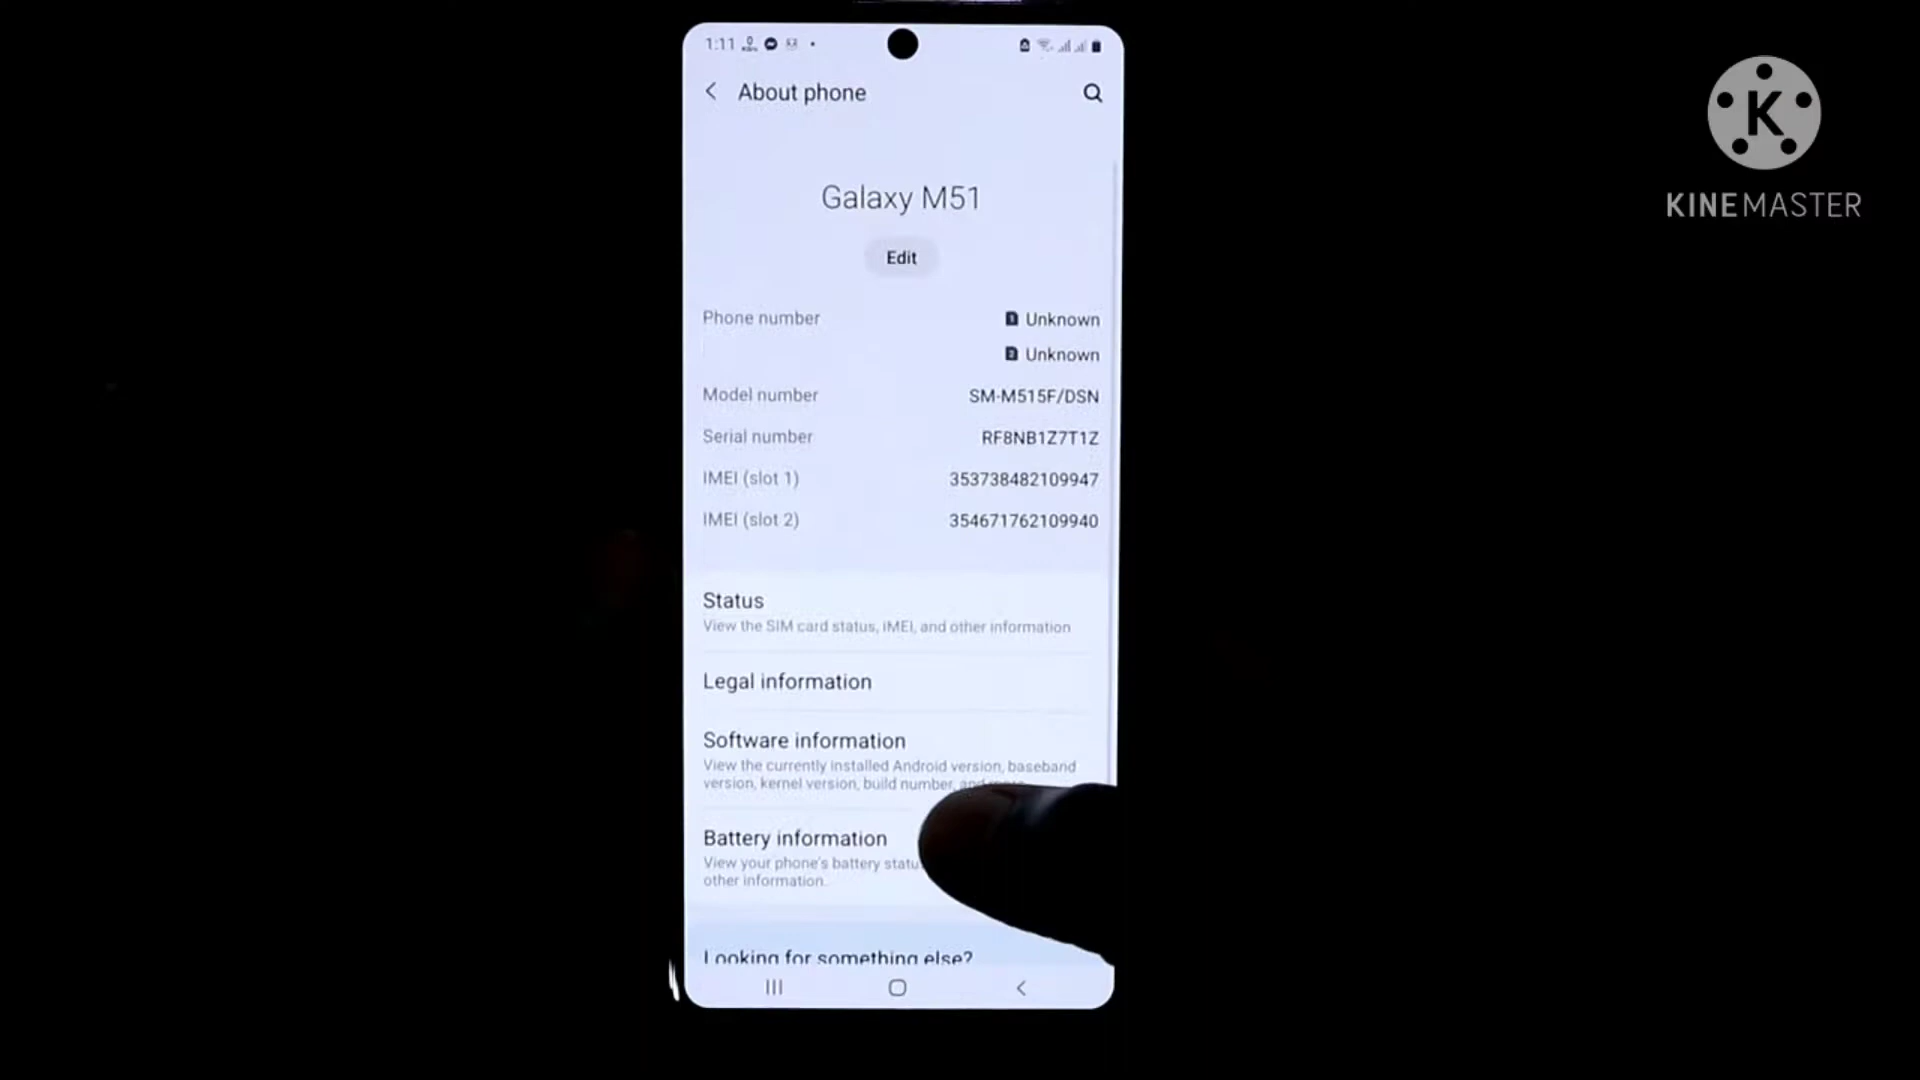 1:11
About phone
K
KINEMASTER
Galaxy M51
Edit
Phone number
Unknown
Unknown
Model number
SM-M515F/DSN
Serial number
RF8NB1Z7T1Z
IMEI (slot 1)
353738482109947
IMEI (slot 2)
354671762109940
Status
View the SIM card status, IMEI, and other information
Legal information
Software information
View the currently installed Android version, baseband
version, kernel version, build number, and more
Battery information
View your phone's battery statu
other information.
Looking for something else?